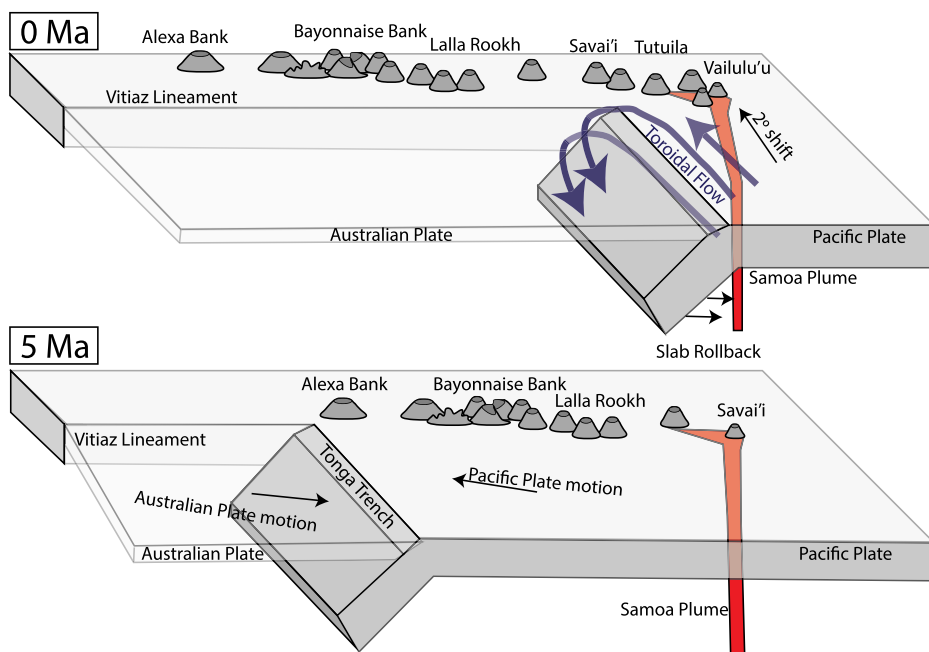 0 Ma
Alexa Bank
Bayonnaise Bank
Lalla Rookh
Savai'i
Tutuila
Vailulu'u
Vitiaz Lineament
2º shift
Toroidal Flow
Australian Plate
Pacific Plate
Samoa Plume
Slab Rollback
5 Ma
Alexa Bank
Bayonnaise Bank
Lalla Rookh
Savai'i
Vitiaz Lineament
Tonga Trench
Pacific Plate motion
Australian Plate motion
Australian Plate
Pacific Plate
Samoa Plume